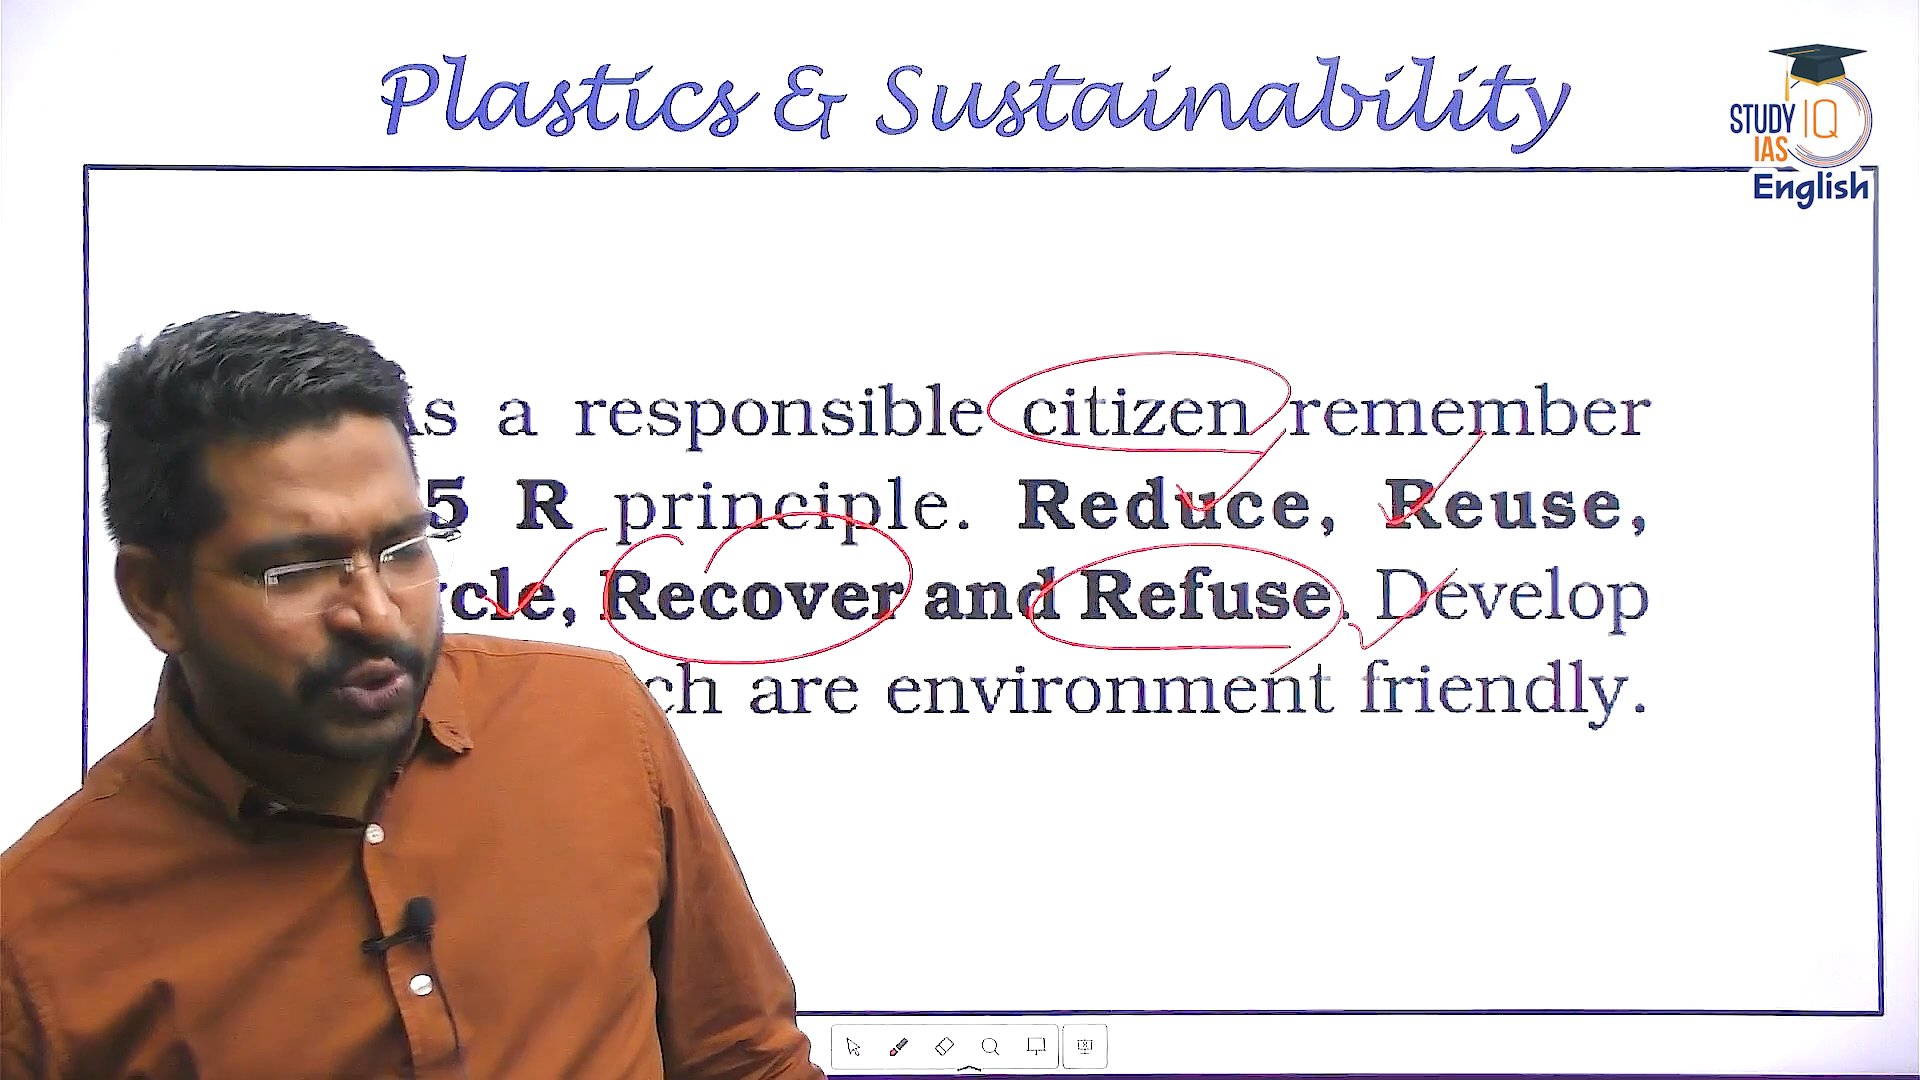 Plastics & Sustainability
STUDY IQ
IAS
English
As a responsible citizen remember
5 R principle. Reduce, Reuse,
cle, Recover and Refuse. Develop
ch are environment friendly.